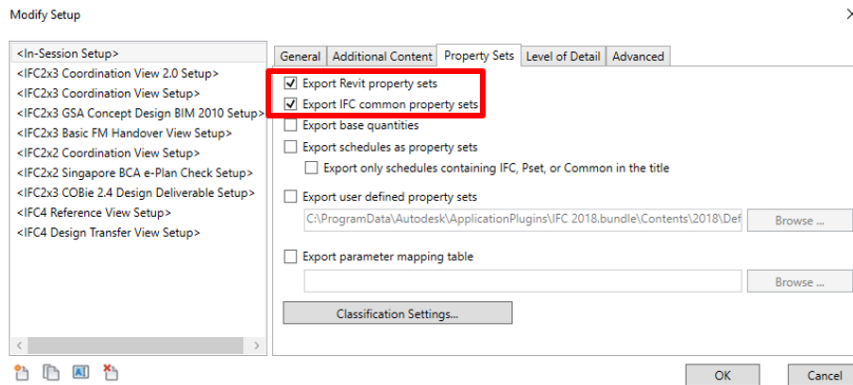 Modify Setup
<In-Session Setup>
<IFC2x3 Coordination View 2.0 Setup>
<IFC2x3 Coordination View Setup>
<IFC2x3 GSA Concept Design BIM 2010 Setup>
<IFC2x3 Basic FM Handover View Setup>
<IFC2x2 Coordination View Setup>
<IFC2x2 Singapore BCA e-Plan Check Setup>
<IFC2x3 COBie 2.4 Design Deliverable Setup>
<IFC4 Reference View Setup>
<IFC4 Design Transfer View Setup>
General Additional Content Property Sets Level of Detail Advanced
Export Revit property sets
Export IFC common property sets
Export base quantities
Export schedules as property sets
Export only schedules containing IFC, Pset, or Common in the title
Export user defined property sets
C:\ProgramData\Autodesk\ApplicationPlugins\IFC 2018.bundle\Contents\2018\Def
Browse ...
Export parameter mapping table
Browse ...
Classification Settings...
OK Cancel